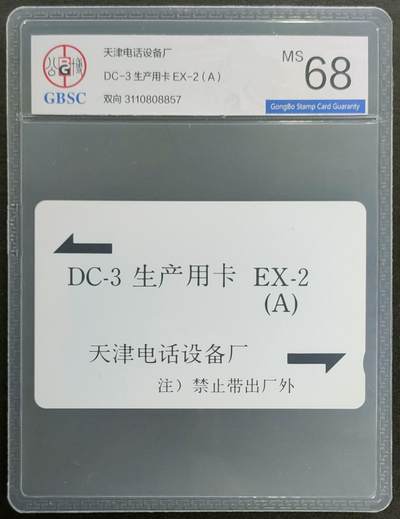 天津电话设备厂
DC-3 生产用卡 EX-2 ( A )
双向 3110808857
MS 68
GBSC
GongBo Stamp Card Guaranty
DC-3 生产用卡 EX-2
(A)
天津电话设备厂
注）禁止带出厂外